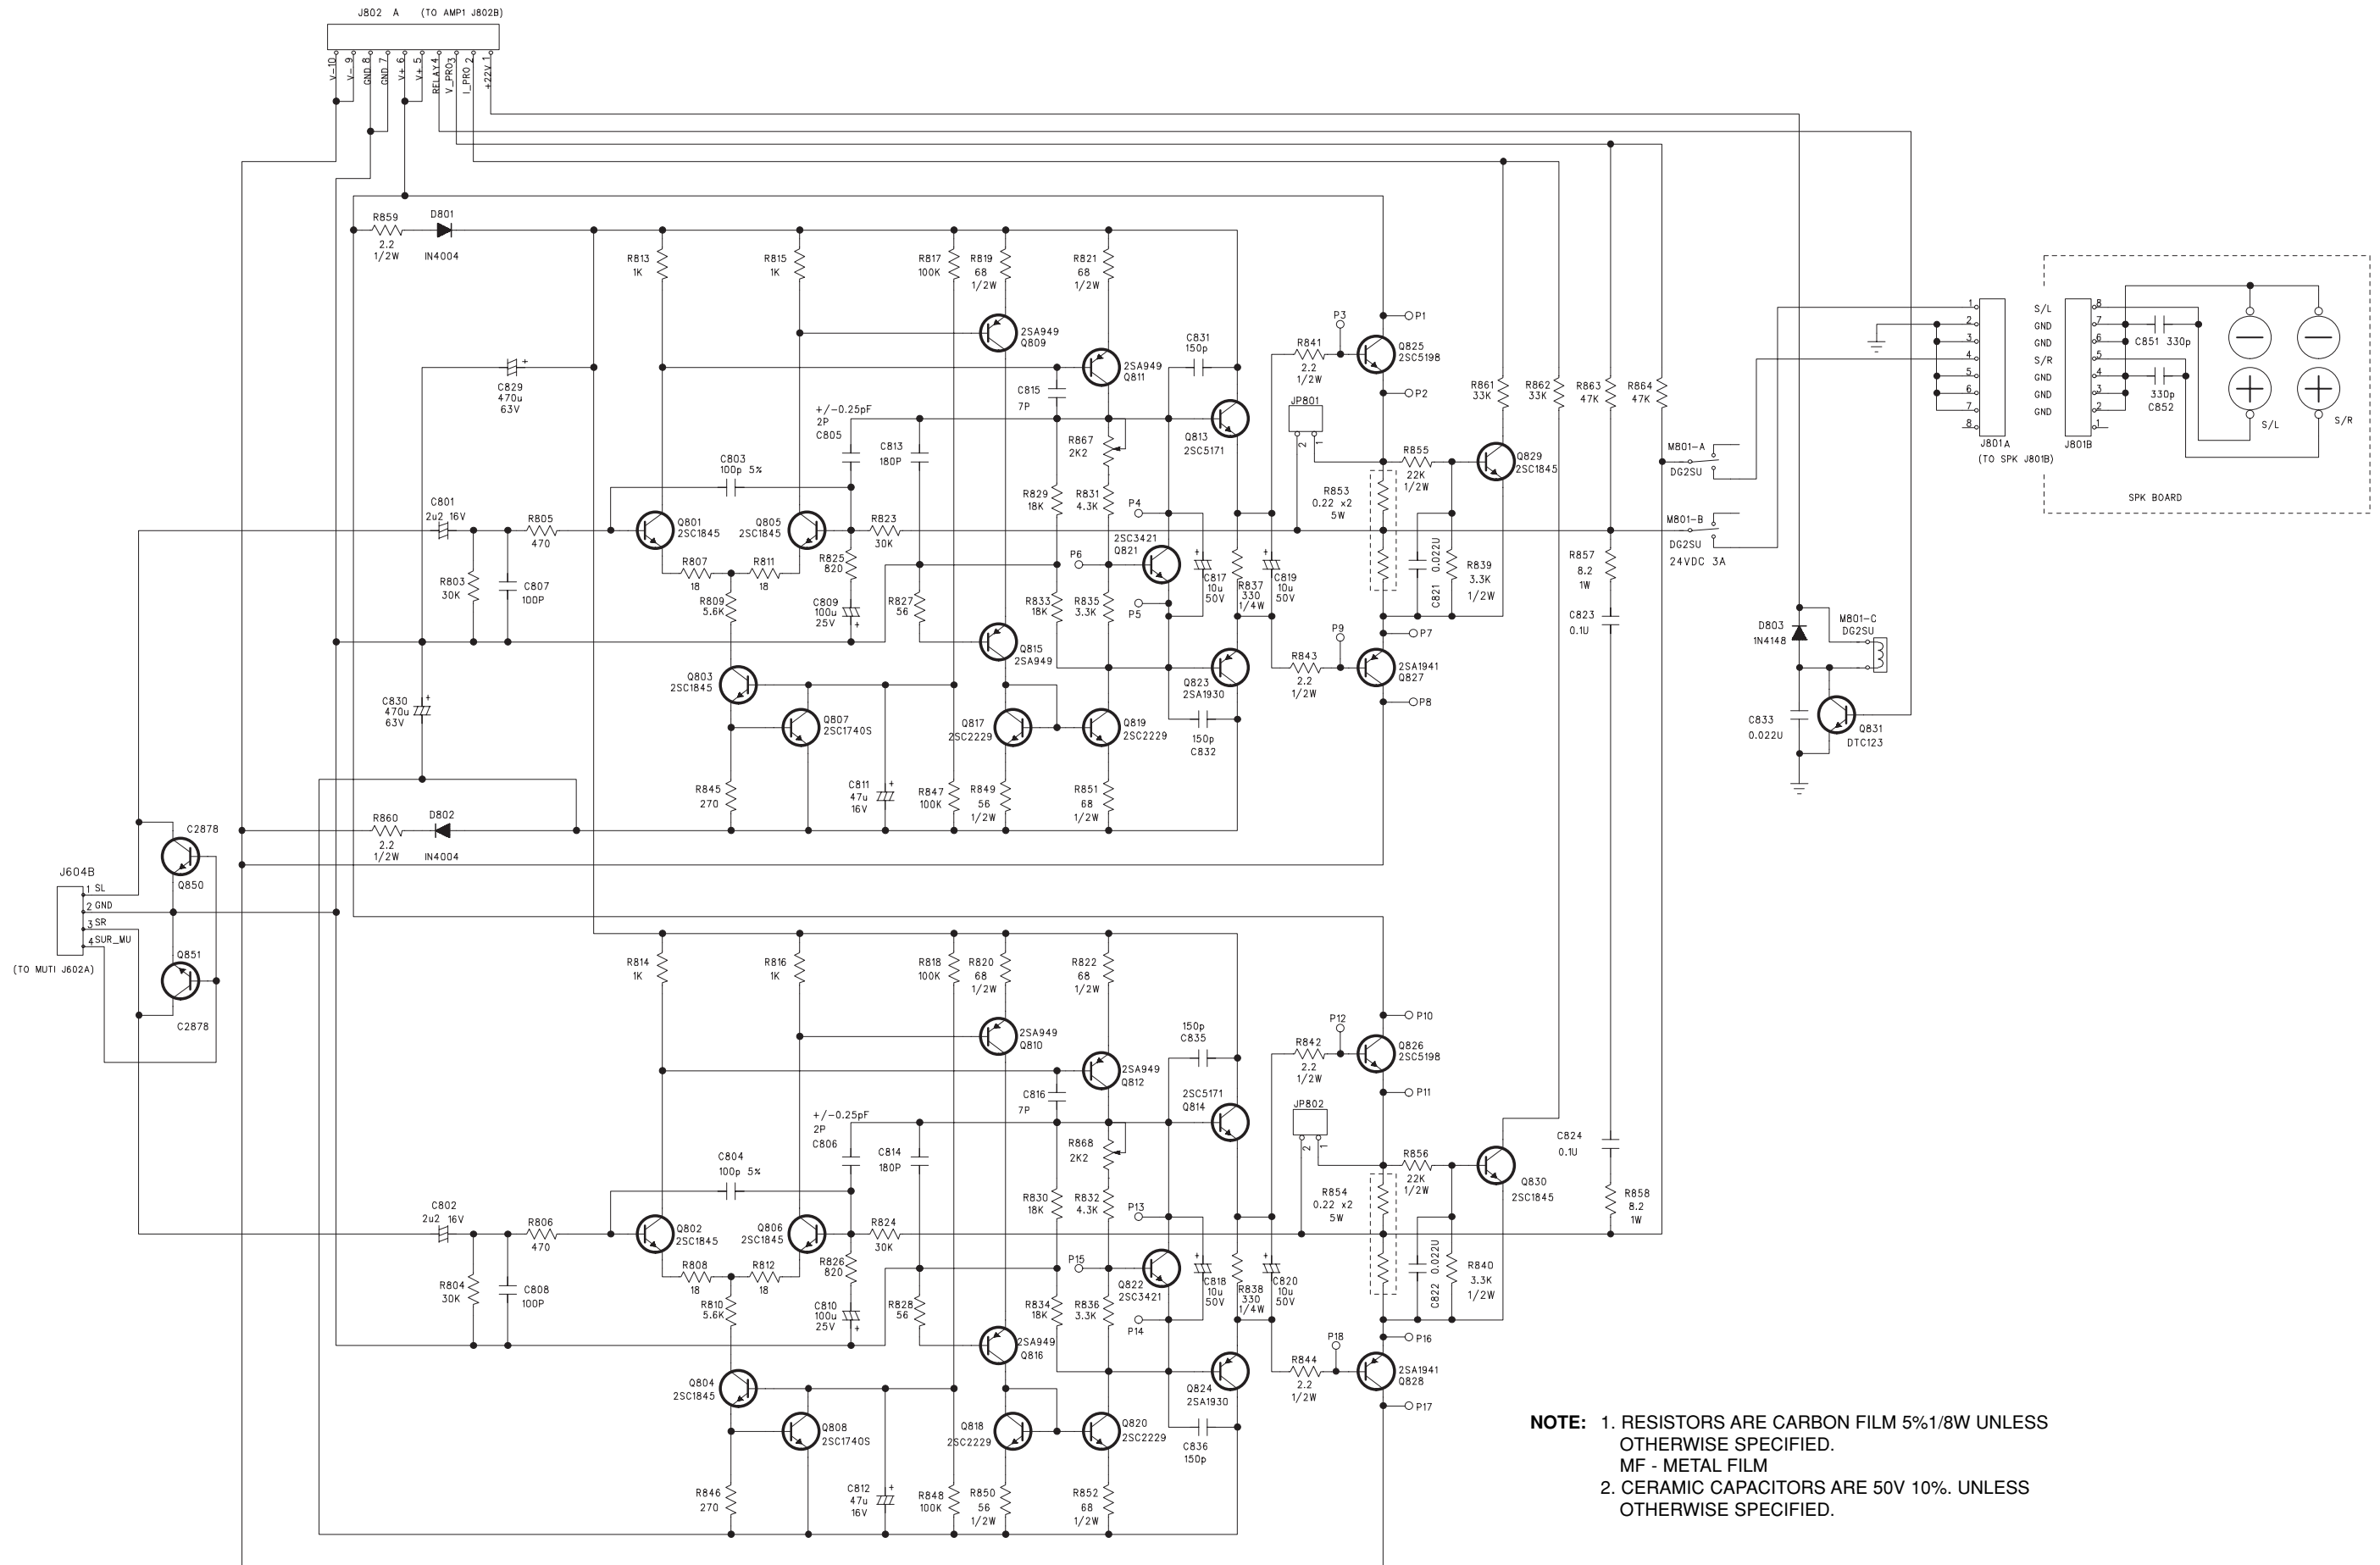 J802 A (TO AMP1 J802B)
V-10
V- 9
GND 8
GND 7
V+ 6
V+ 5
RELAY4
V_PRO3
I_PRO 2
+22V 1
R859
2.2
1/2W
D801
IN4004
R813
1K
R815
1K
R817
100K
R819
68
1/2W
R821
68
1/2W
2SA949
Q809
2SA949
Q811
C831
150p
C829
470u
63V
+
C815
7P
+/-0.25pF
2P
C805
C813
180P
R867
2K2
Q813
2SC5171
R841
2.2
1/2W
P3
P1
Q825
2SC5198
P2
JP801
2
1
R855
22K
1/2W
Q829
2SC1845
R861
33K
R862
33K
R863
47K
R864
47K
C803
100p 5%
C801
2u2 16V
R805
470
Q801
2SC1845
Q805
2SC1845
R823
30K
R829
18K
R831
4.3K
P4
2SC3421
Q821
P6
P5
R853
0.22 x2
5W
R803
30K
C807
100P
R807
18
R811
18
R809
5.6K
R825
820
C809
100u
25V
+
R827
56
R833
18K
R835
3.3K
+
C817
10u
50V
R837
330
1/4W
+
C819
10u
50V
C821 0.022U
R839
3.3K
1/2W
R857
8.2
1W
C823
0.1U
M801-A
DG2SU
M801-B
DG2SU
24VDC 3A
Q815
2SA949
P9
P7
R843
2.2
1/2W
2SA1941
Q827
P8
Q823
2SA1930
150p
C832
Q803
2SC1845
Q807
2SC1740S
Q817
2SC2229
Q819
2SC2229
C830
470u
63V
+
R845
270
C811
47u
16V
+
R847
100K
R849
56
1/2W
R851
68
1/2W
R860
2.2
1/2W
D802
IN4004
D803
1N4148
M801-C
DG2SU
C833
0.022U
Q831
DTC123
1
2
3
4
5
6
7
8
J801A
(TO SPK J801B)
S/L
GND
GND
S/R
GND
GND
GND
8
7
6
5
4
3
2
1
J801B
C851 330p
330p
C852
S/L
S/R
SPK BOARD
C2878
Q850
J604B
1 SL
2 GND
3 SR
4 SUR_MU
(TO MUTI J602A)
Q851
C2878
R814
1K
R816
1K
R818
100K
R820
68
1/2W
R822
68
1/2W
2SA949
Q810
2SA949
Q812
150p
C835
C816
7P
+/-0.25pF
2P
C806
C814
180P
R868
2K2
2SC5171
Q814
P12
R842
2.2
1/2W
P10
Q826
2SC5198
P11
JP802
2
1
R856
22K
1/2W
Q830
2SC1845
C824
0.1U
R858
8.2
1W
C804
100p 5%
C802
2u2 16V
R806
470
Q802
2SC1845
Q806
2SC1845
R824
30K
R830
18K
R832
4.3K
P13
P15
Q822
2SC3421
P14
R854
0.22 x2
5W
R804
30K
C808
100P
R808
18
R812
18
R810
5.6K
R826
820
C810
100u
25V
+
R828
56
R834
18K
R836
3.3K
+
C818
10u
50V
R838
330
1/4W
+
C820
10u
50V
C822 0.022U
R840
3.3K
1/2W
2SA949
Q816
P18
P16
R844
2.2
1/2W
2SA1941
Q828
P17
Q824
2SA1930
C836
150p
Q804
2SC1845
Q808
2SC1740S
Q818
2SC2229
Q820
2SC2229
R846
270
C812
47u
16V
+
R848
100K
R850
56
1/2W
R852
68
1/2W
NOTE: 1. RESISTORS ARE CARBON FILM 5%1/8W UNLESS
OTHERWISE SPECIFIED.
MF - METAL FILM
2. CERAMIC CAPACITORS ARE 50V 10%. UNLESS
OTHERWISE SPECIFIED.